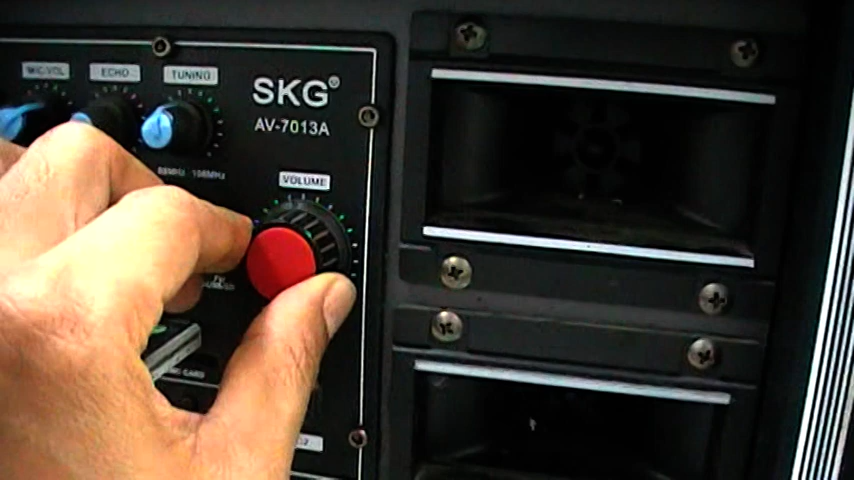 MIC.VOL
ECHO
TUNING
SKG®
AV-7013A
88MHz 108MHz
VOLUME